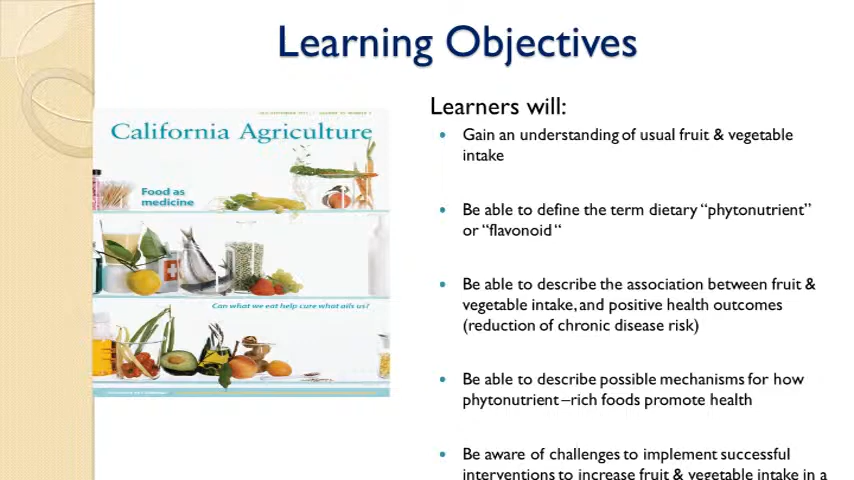 Learning Objectives
Learners will:
Gain an understanding of usual fruit & vegetable
intake
Be able to define the term dietary “phytonutrient”
or “flavonoid “
Be able to describe the association between fruit &
vegetable intake, and positive health outcomes
(reduction of chronic disease risk)
Be able to describe possible mechanisms for how
phytonutrient –rich foods promote health
Be aware of challenges to implement successful
interventions to increase fruit & vegetable intake in a
California Agriculture
Food as
medicine
Can what we eat help cure what ails us?